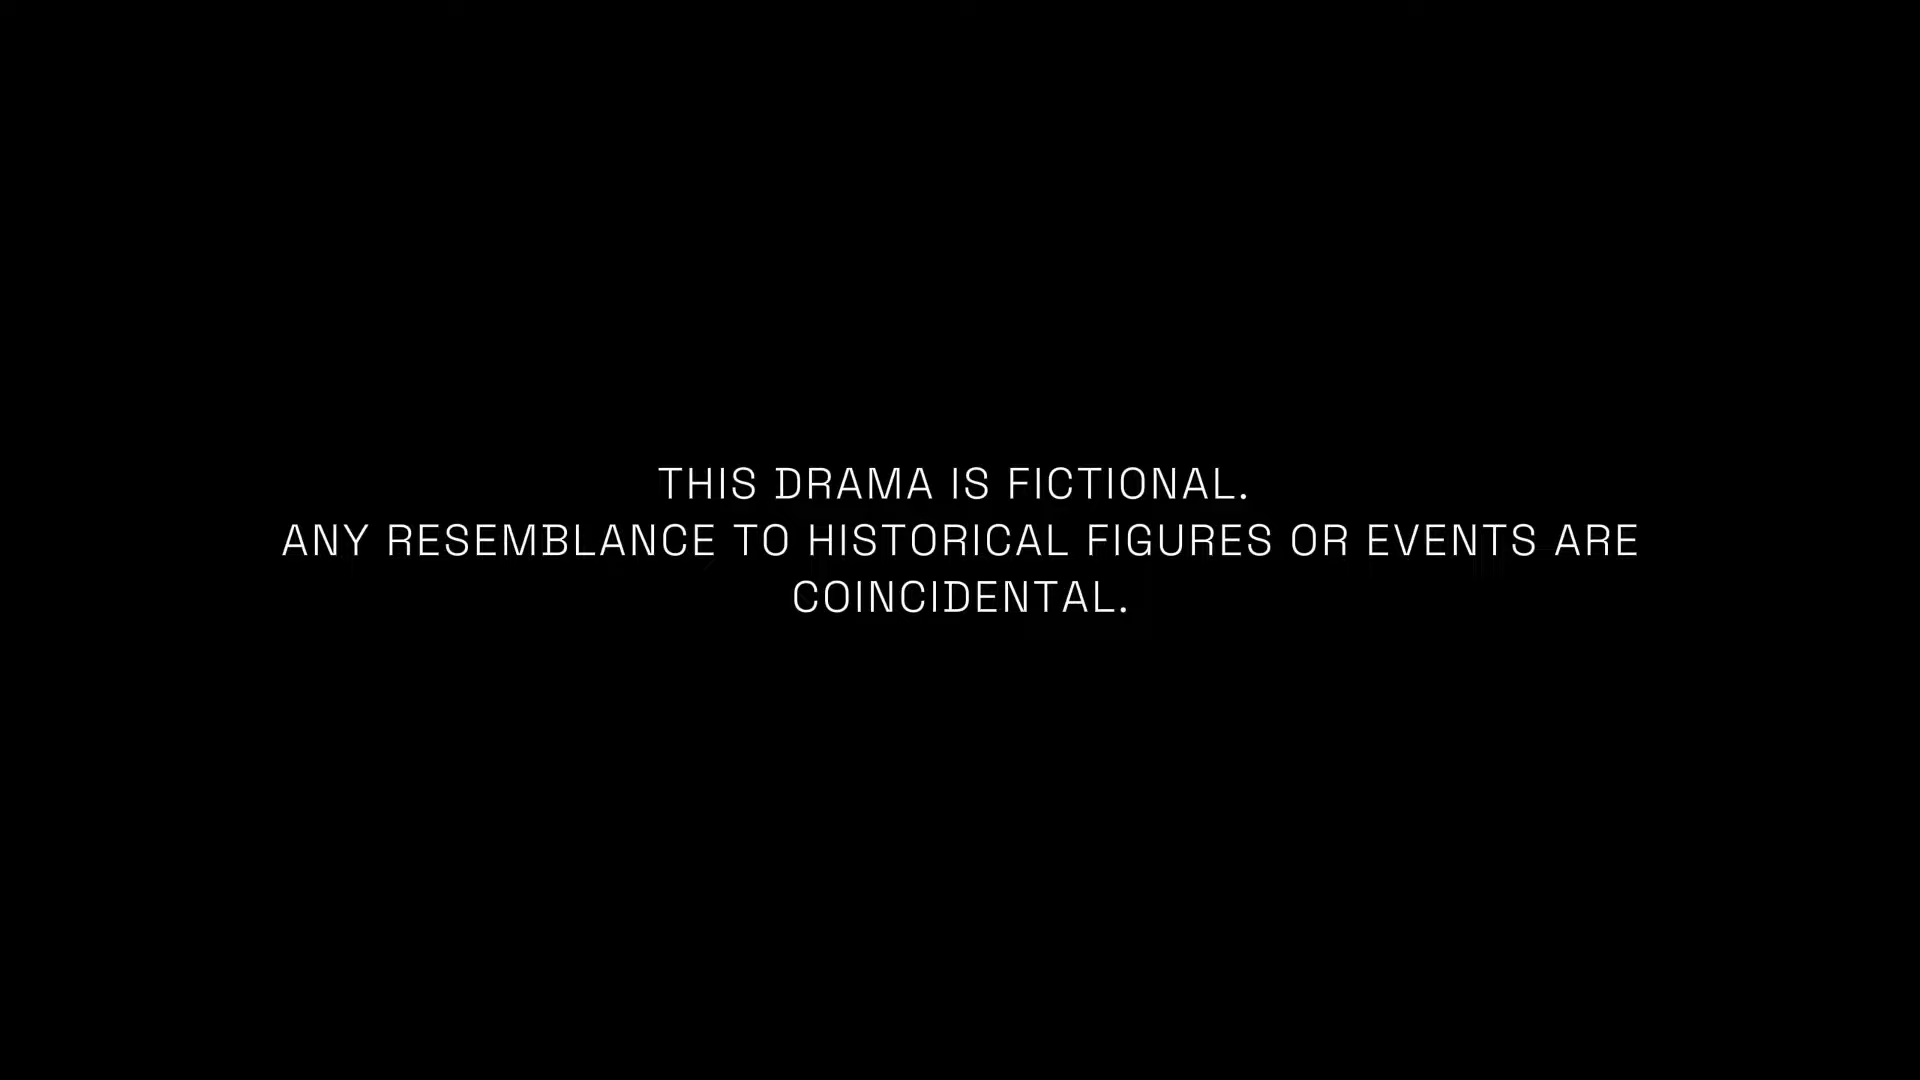 THIS DRAMA IS FICTIONAL.
ANY RESEMBLANCE TO HISTORICAL FIGURES OR EVENTS ARE
COINCIDENTAL.